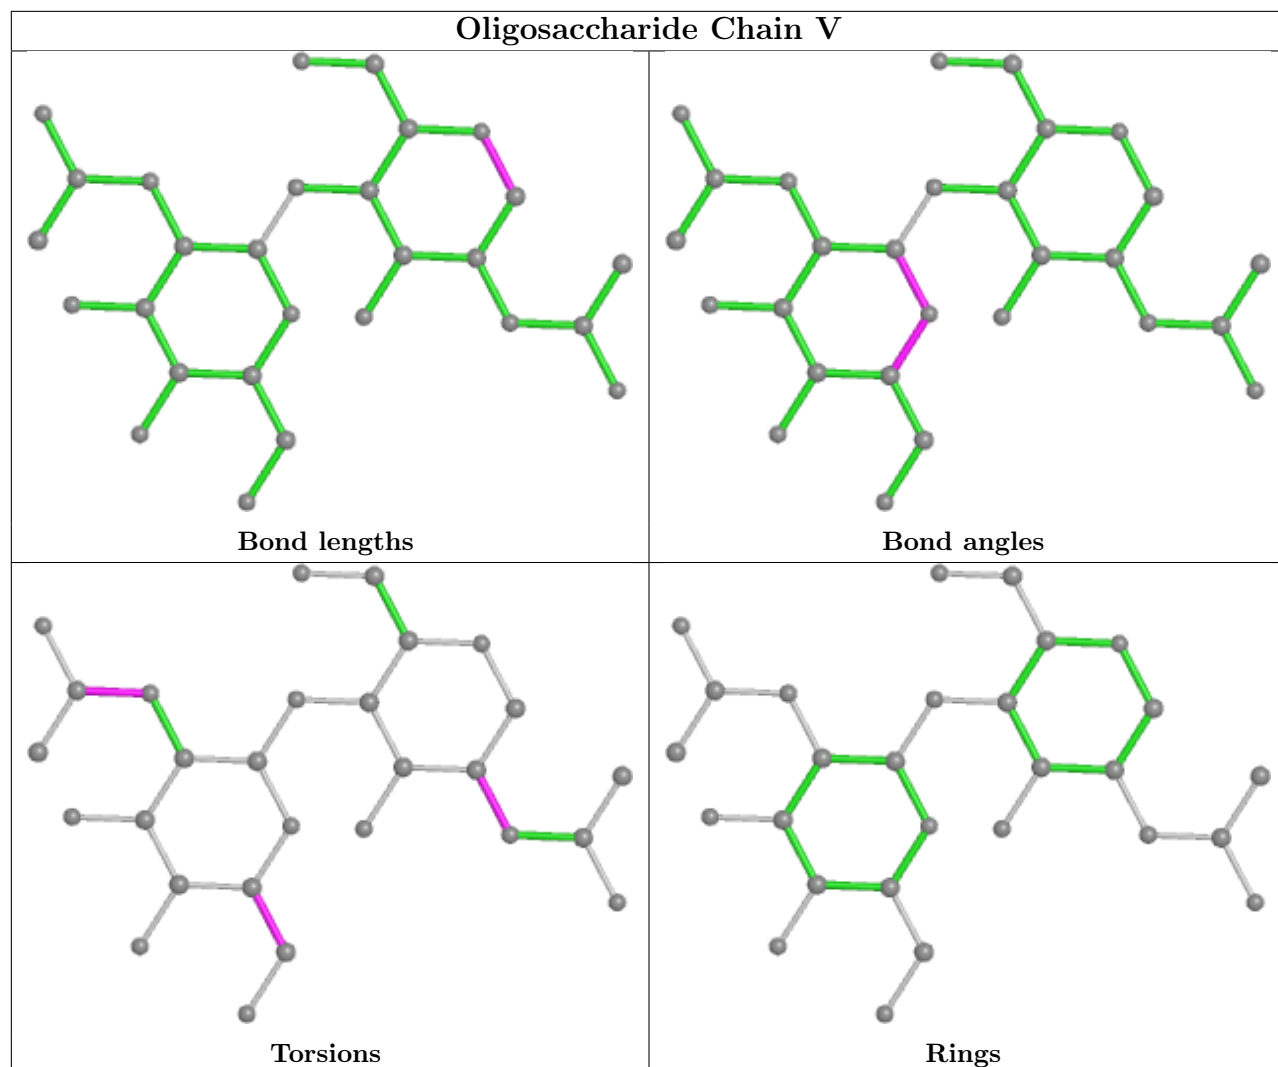 Oligosaccharide Chain V
Bond lengths
Bond angles
Torsions
Rings